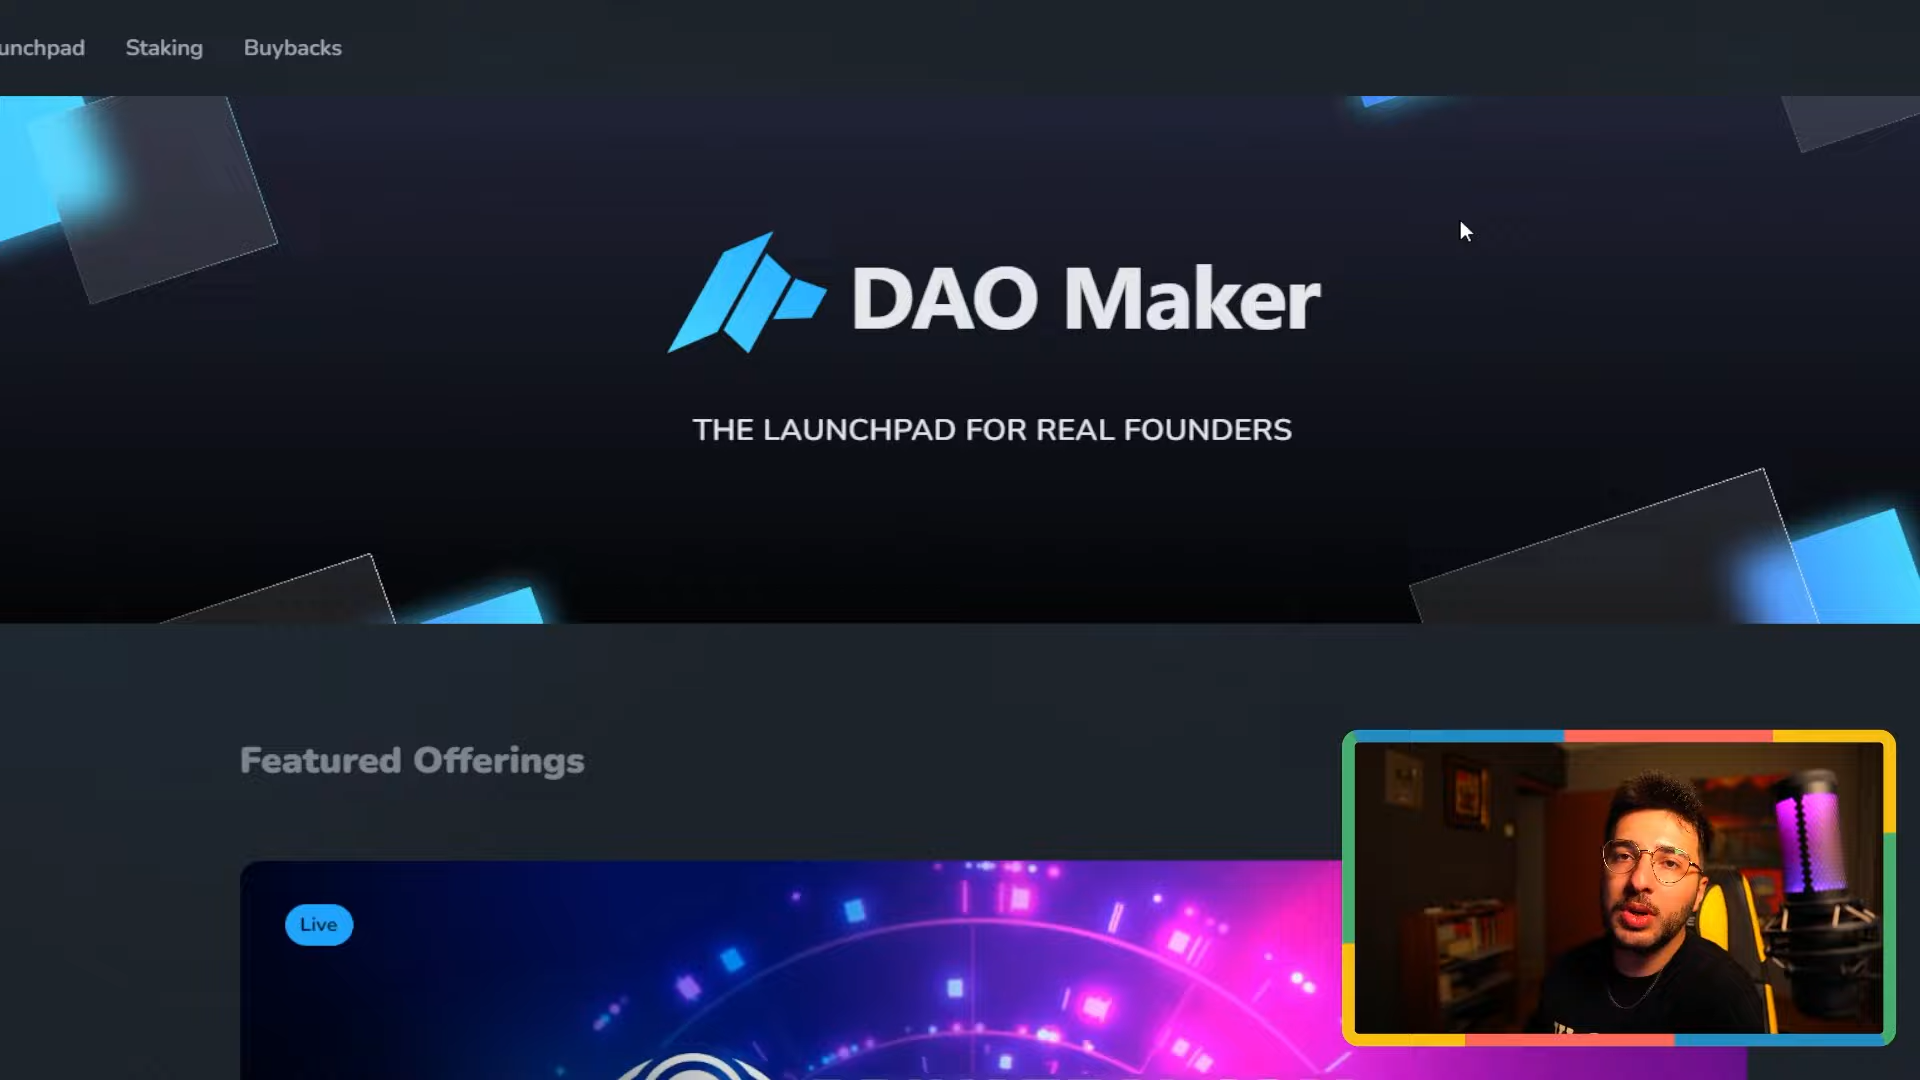 unchpad Staking Buybacks
DAO Maker
THE LAUNCHPAD FOR REAL FOUNDERS
Featured Offerings
Live